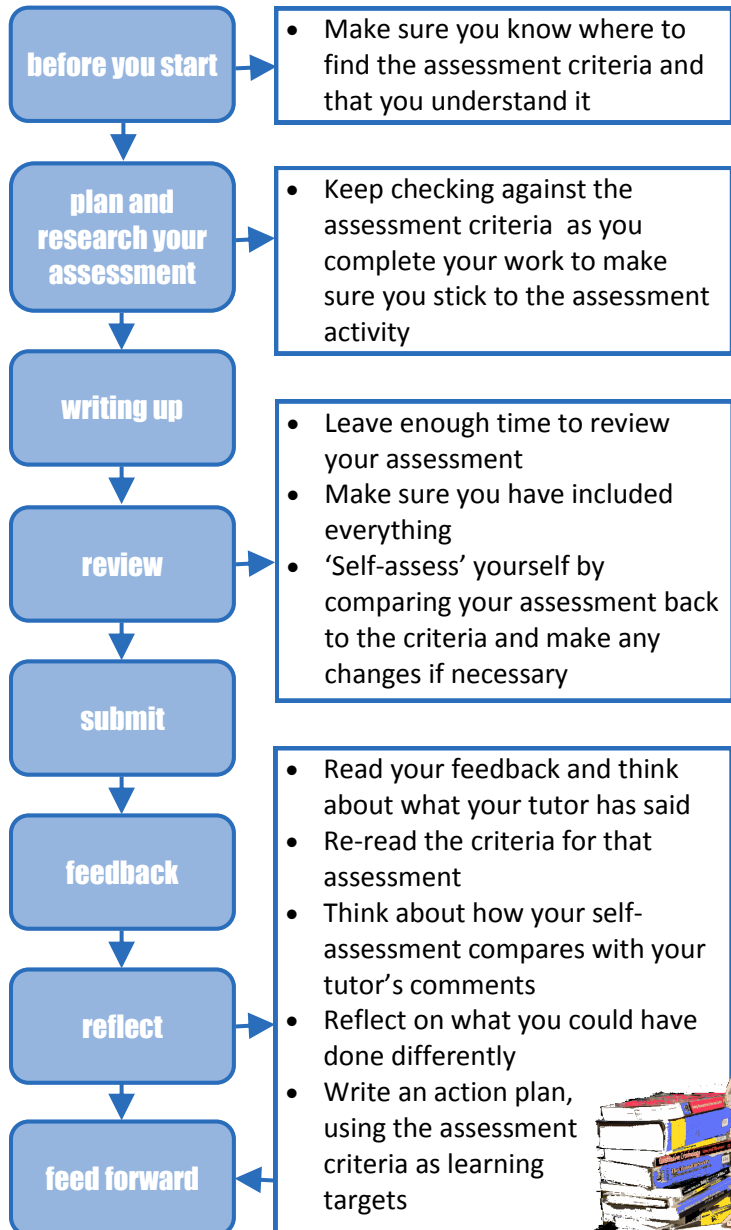 before you start
• Make sure you know where to
find the assessment criteria and
that you understand it
plan and
research your
assessment
• Keep checking against the
assessment criteria as you
complete your work to make
sure you stick to the assessment
activity
writing up
review
• Leave enough time to review
your assessment
• Make sure you have included
everything
• ‘Self-assess’ yourself by
comparing your assessment back
to the criteria and make any
changes if necessary
submit
feedback
reflect
• Read your feedback and think
about what your tutor has said
• Re-read the criteria for that
assessment
• Think about how your self-
assessment compares with your
tutor’s comments
• Reflect on what you could have
done differently
• Write an action plan,
using the assessment
criteria as learning
targets
feed forward